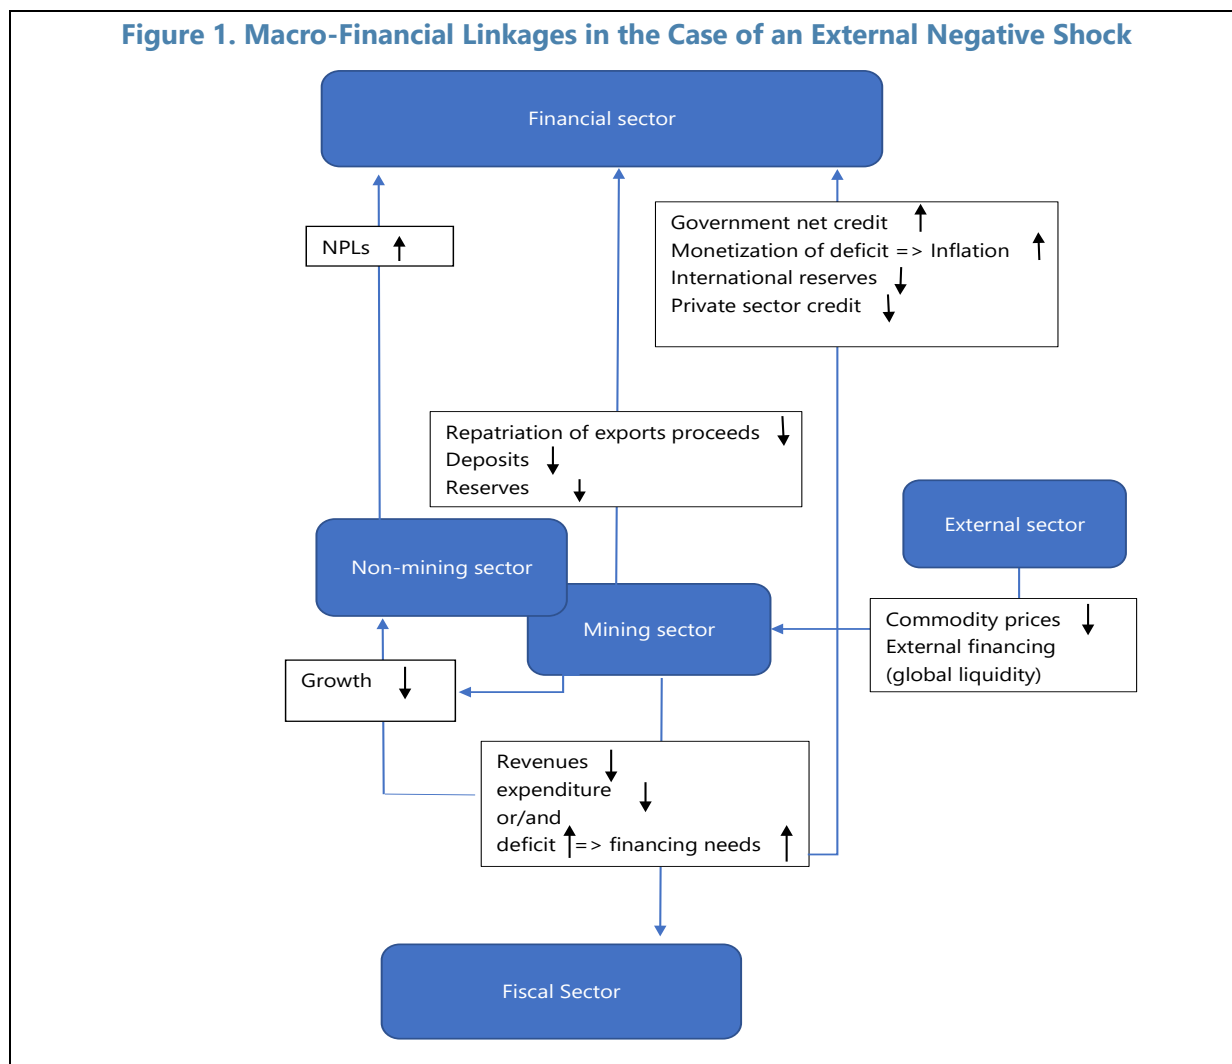 Figure 1. Macro-Financial Linkages in the Case of an External Negative Shock
Financial sector
NPLs
Government net credit
Monetization of deficit => Inflation
International reserves
Private sector credit
Repatriation of exports proceeds
Deposits
Reserves
External sector
Non-mining sector
Mining sector
Commodity prices
External financing
(global liquidity)
Growth
Revenues
expenditure
or/and
deficit => financing needs
Fiscal Sector